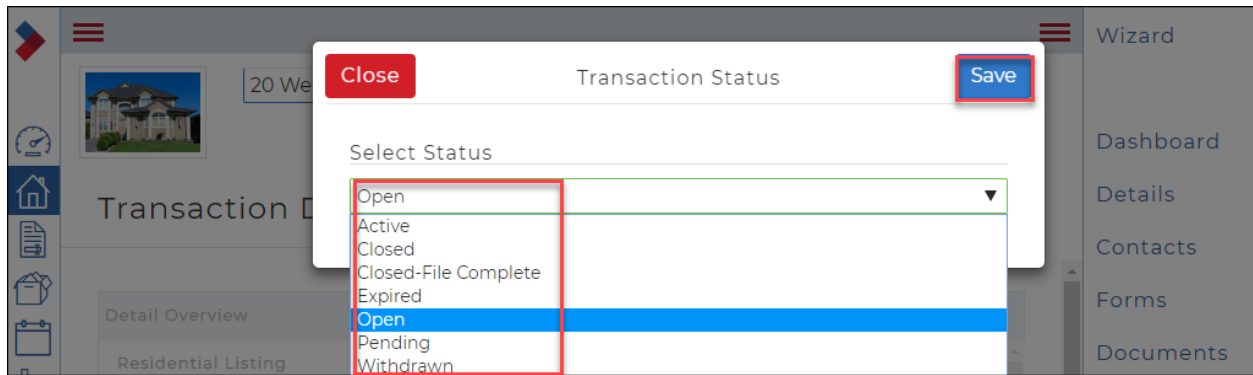 Wizard
Close
Transaction Status
Save
20 We
Select Status
Dashboard
Open
Details
Transaction D
Active
Closed
Contacts
Closed-File Complete
Expired
Forms
Detail Overview
Open
Pending
Documents
Residential Listing
Withdrawn